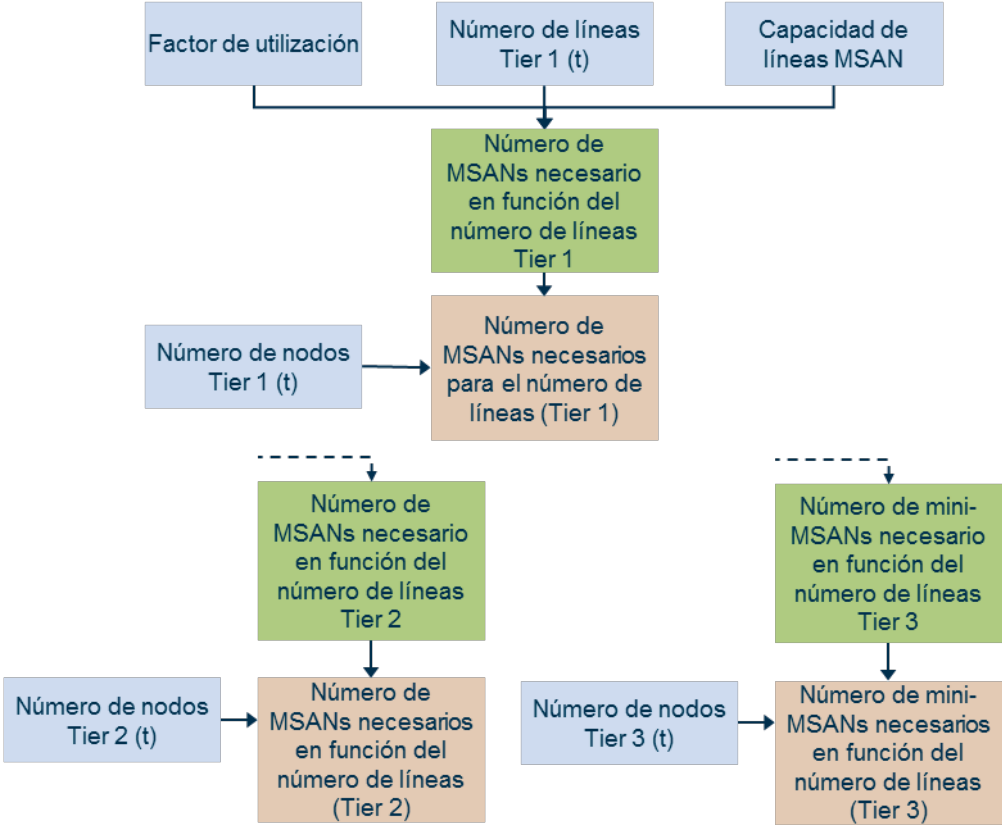 Factor de utilización
Número de líneas
Tier 1 (t)
Capacidad de
líneas MSAN
Número de
MSANs necesario
en función del
número de líneas
Tier 1
Número de nodos
Tier 1 (t)
Número de
MSANs necesarios
para el número de
líneas (Tier 1)
Número de
MSANs necesario
en función del
número de líneas
Tier 2
Número de mini-
MSANs necesario
en función del
número de líneas
Tier 3
Número de nodos
Tier 2 (t)
Número de
MSANs necesarios
en función del
número de líneas
(Tier 2)
Número de nodos
Tier 3 (t)
Número de mini-
MSANs necesarios
en función del
número de líneas
(Tier 3)